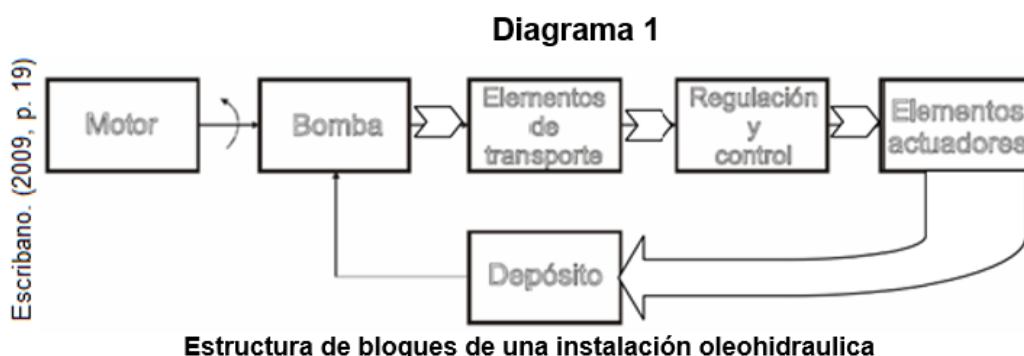 Diagrama 1
Escribano. (2009, p. 19)
Motor
Bomba
Elementos
de
transporte
Regulación
y
control
Elementos
actuadores
Depósito
Estructura de bloques de una instalación oleohidraulica